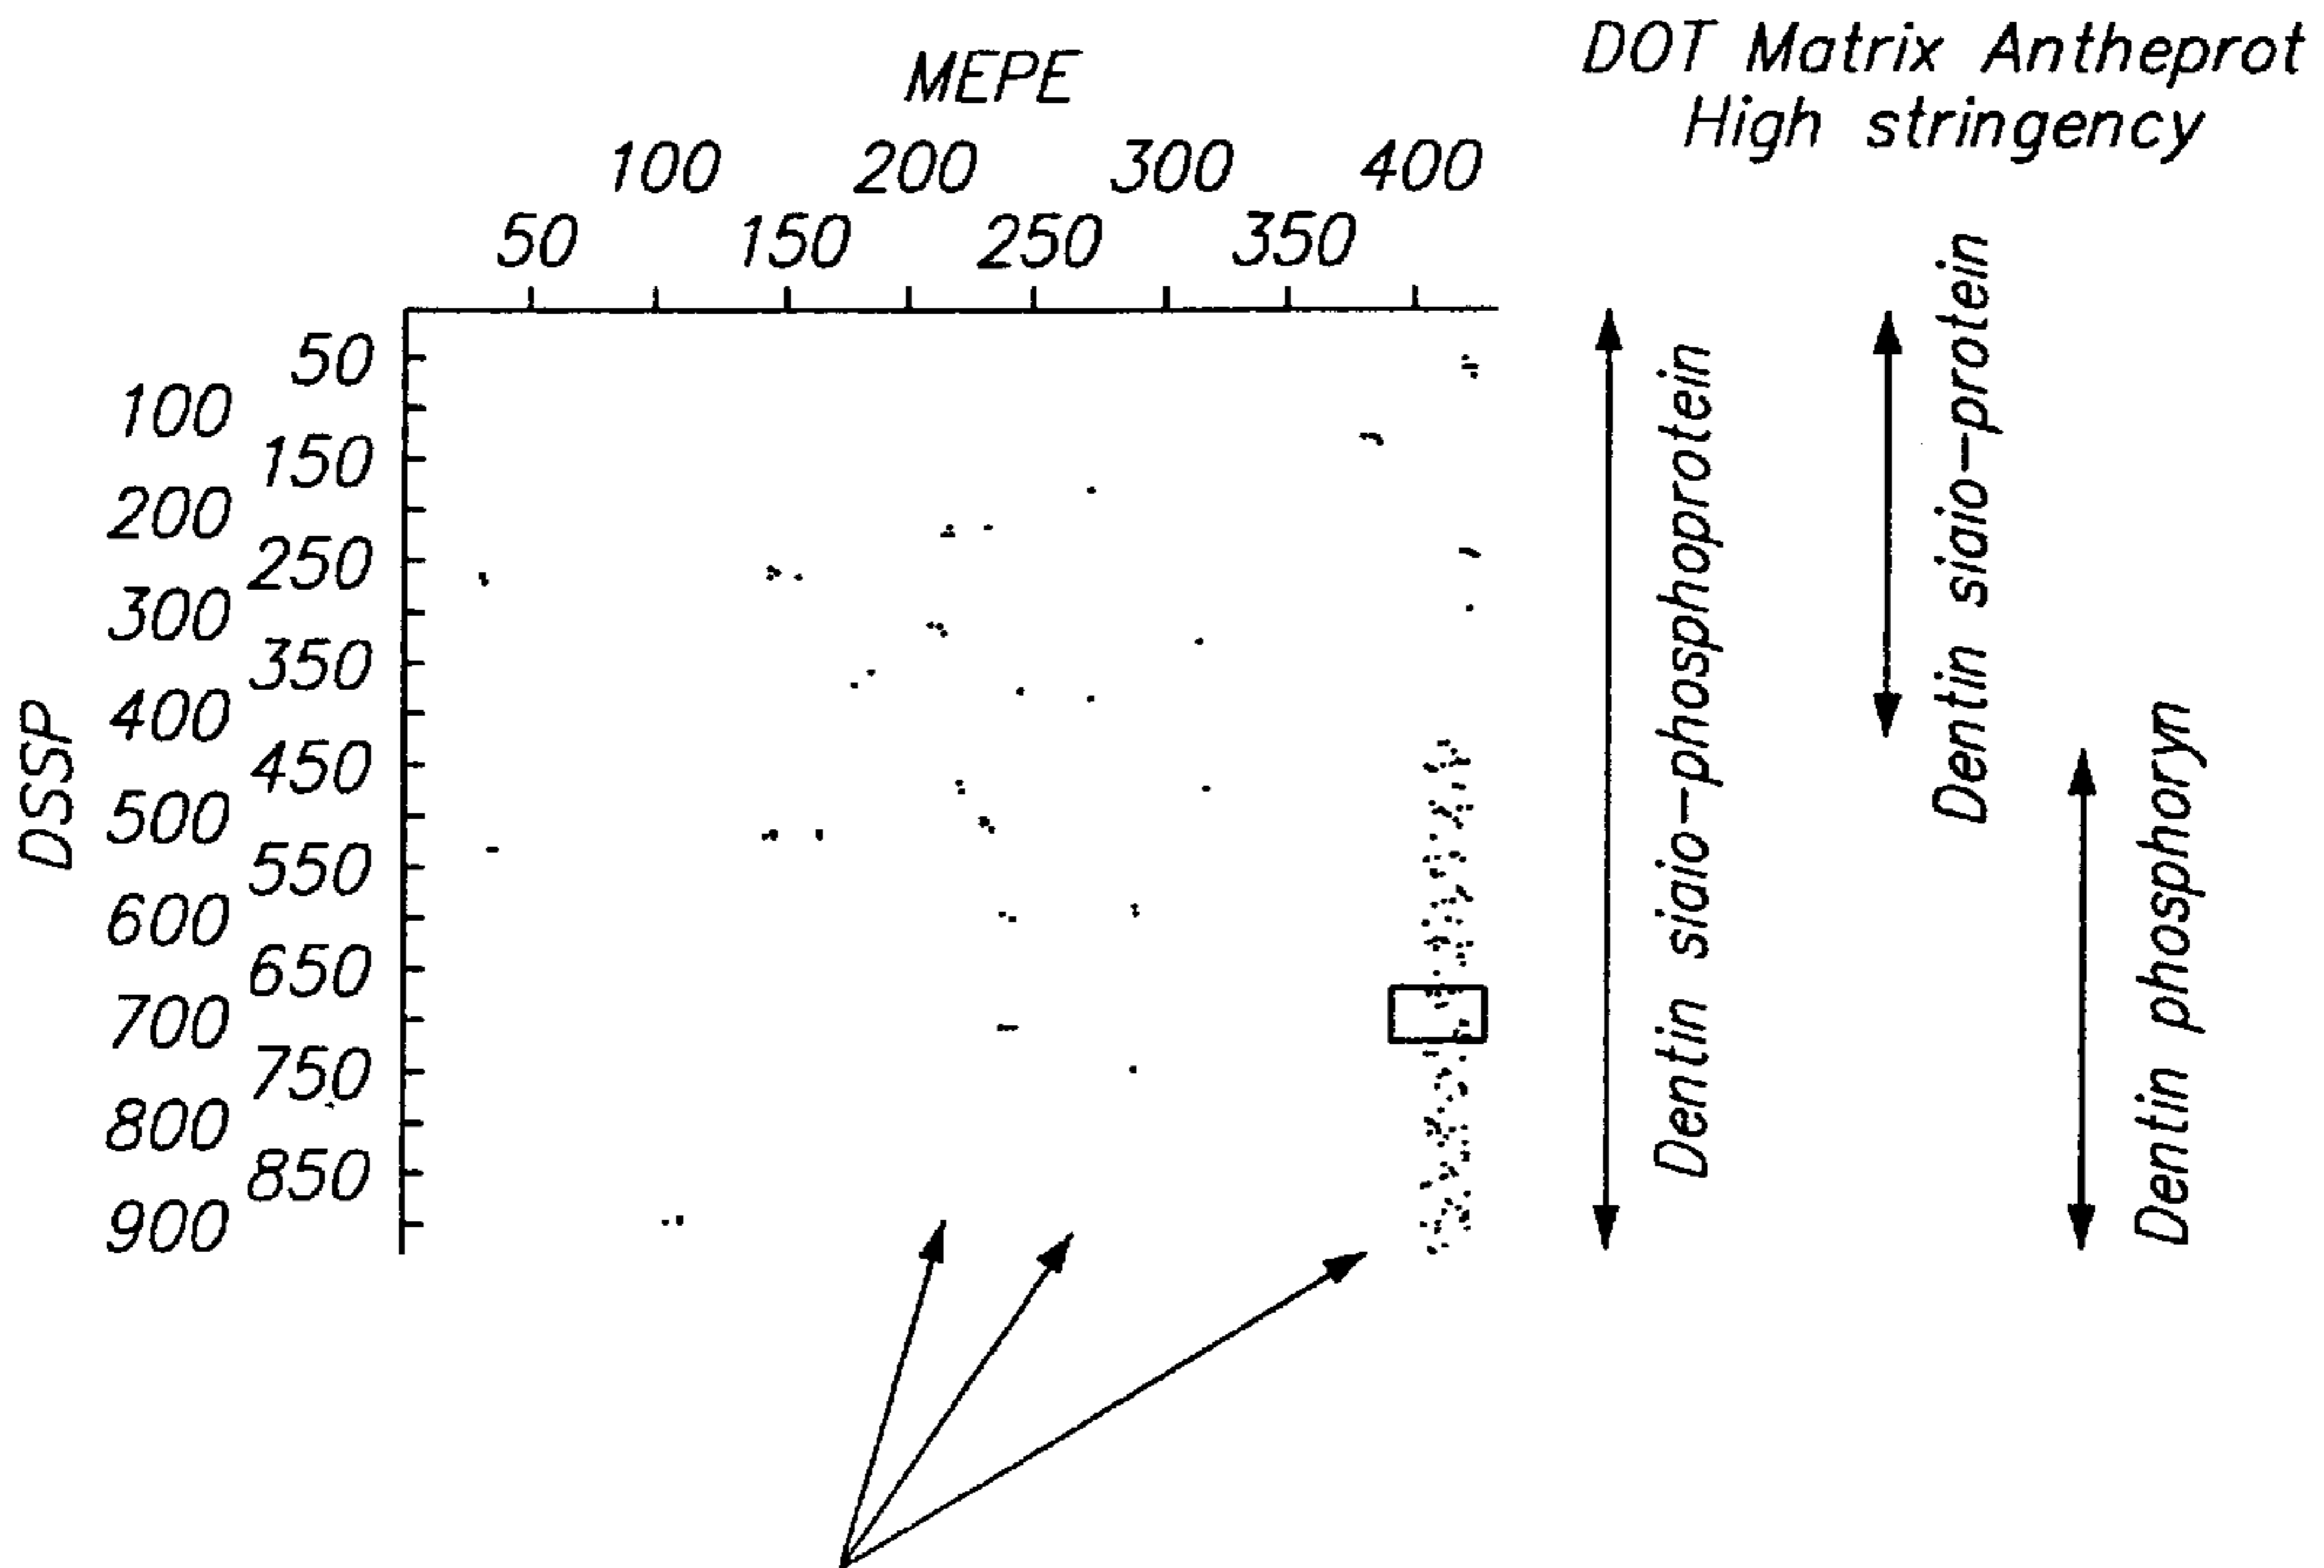 DOT Matrix Antheprot
High stringency
MEPE
100 200 300 400
50 150 250 350
DSSP
50
100
150
200
250
300
350
400
450
500
550
600
650
700
750
800
850
900
Dentin siaio-phosphoprotein
Dentin siaio-protein
Dentin phosphoryn